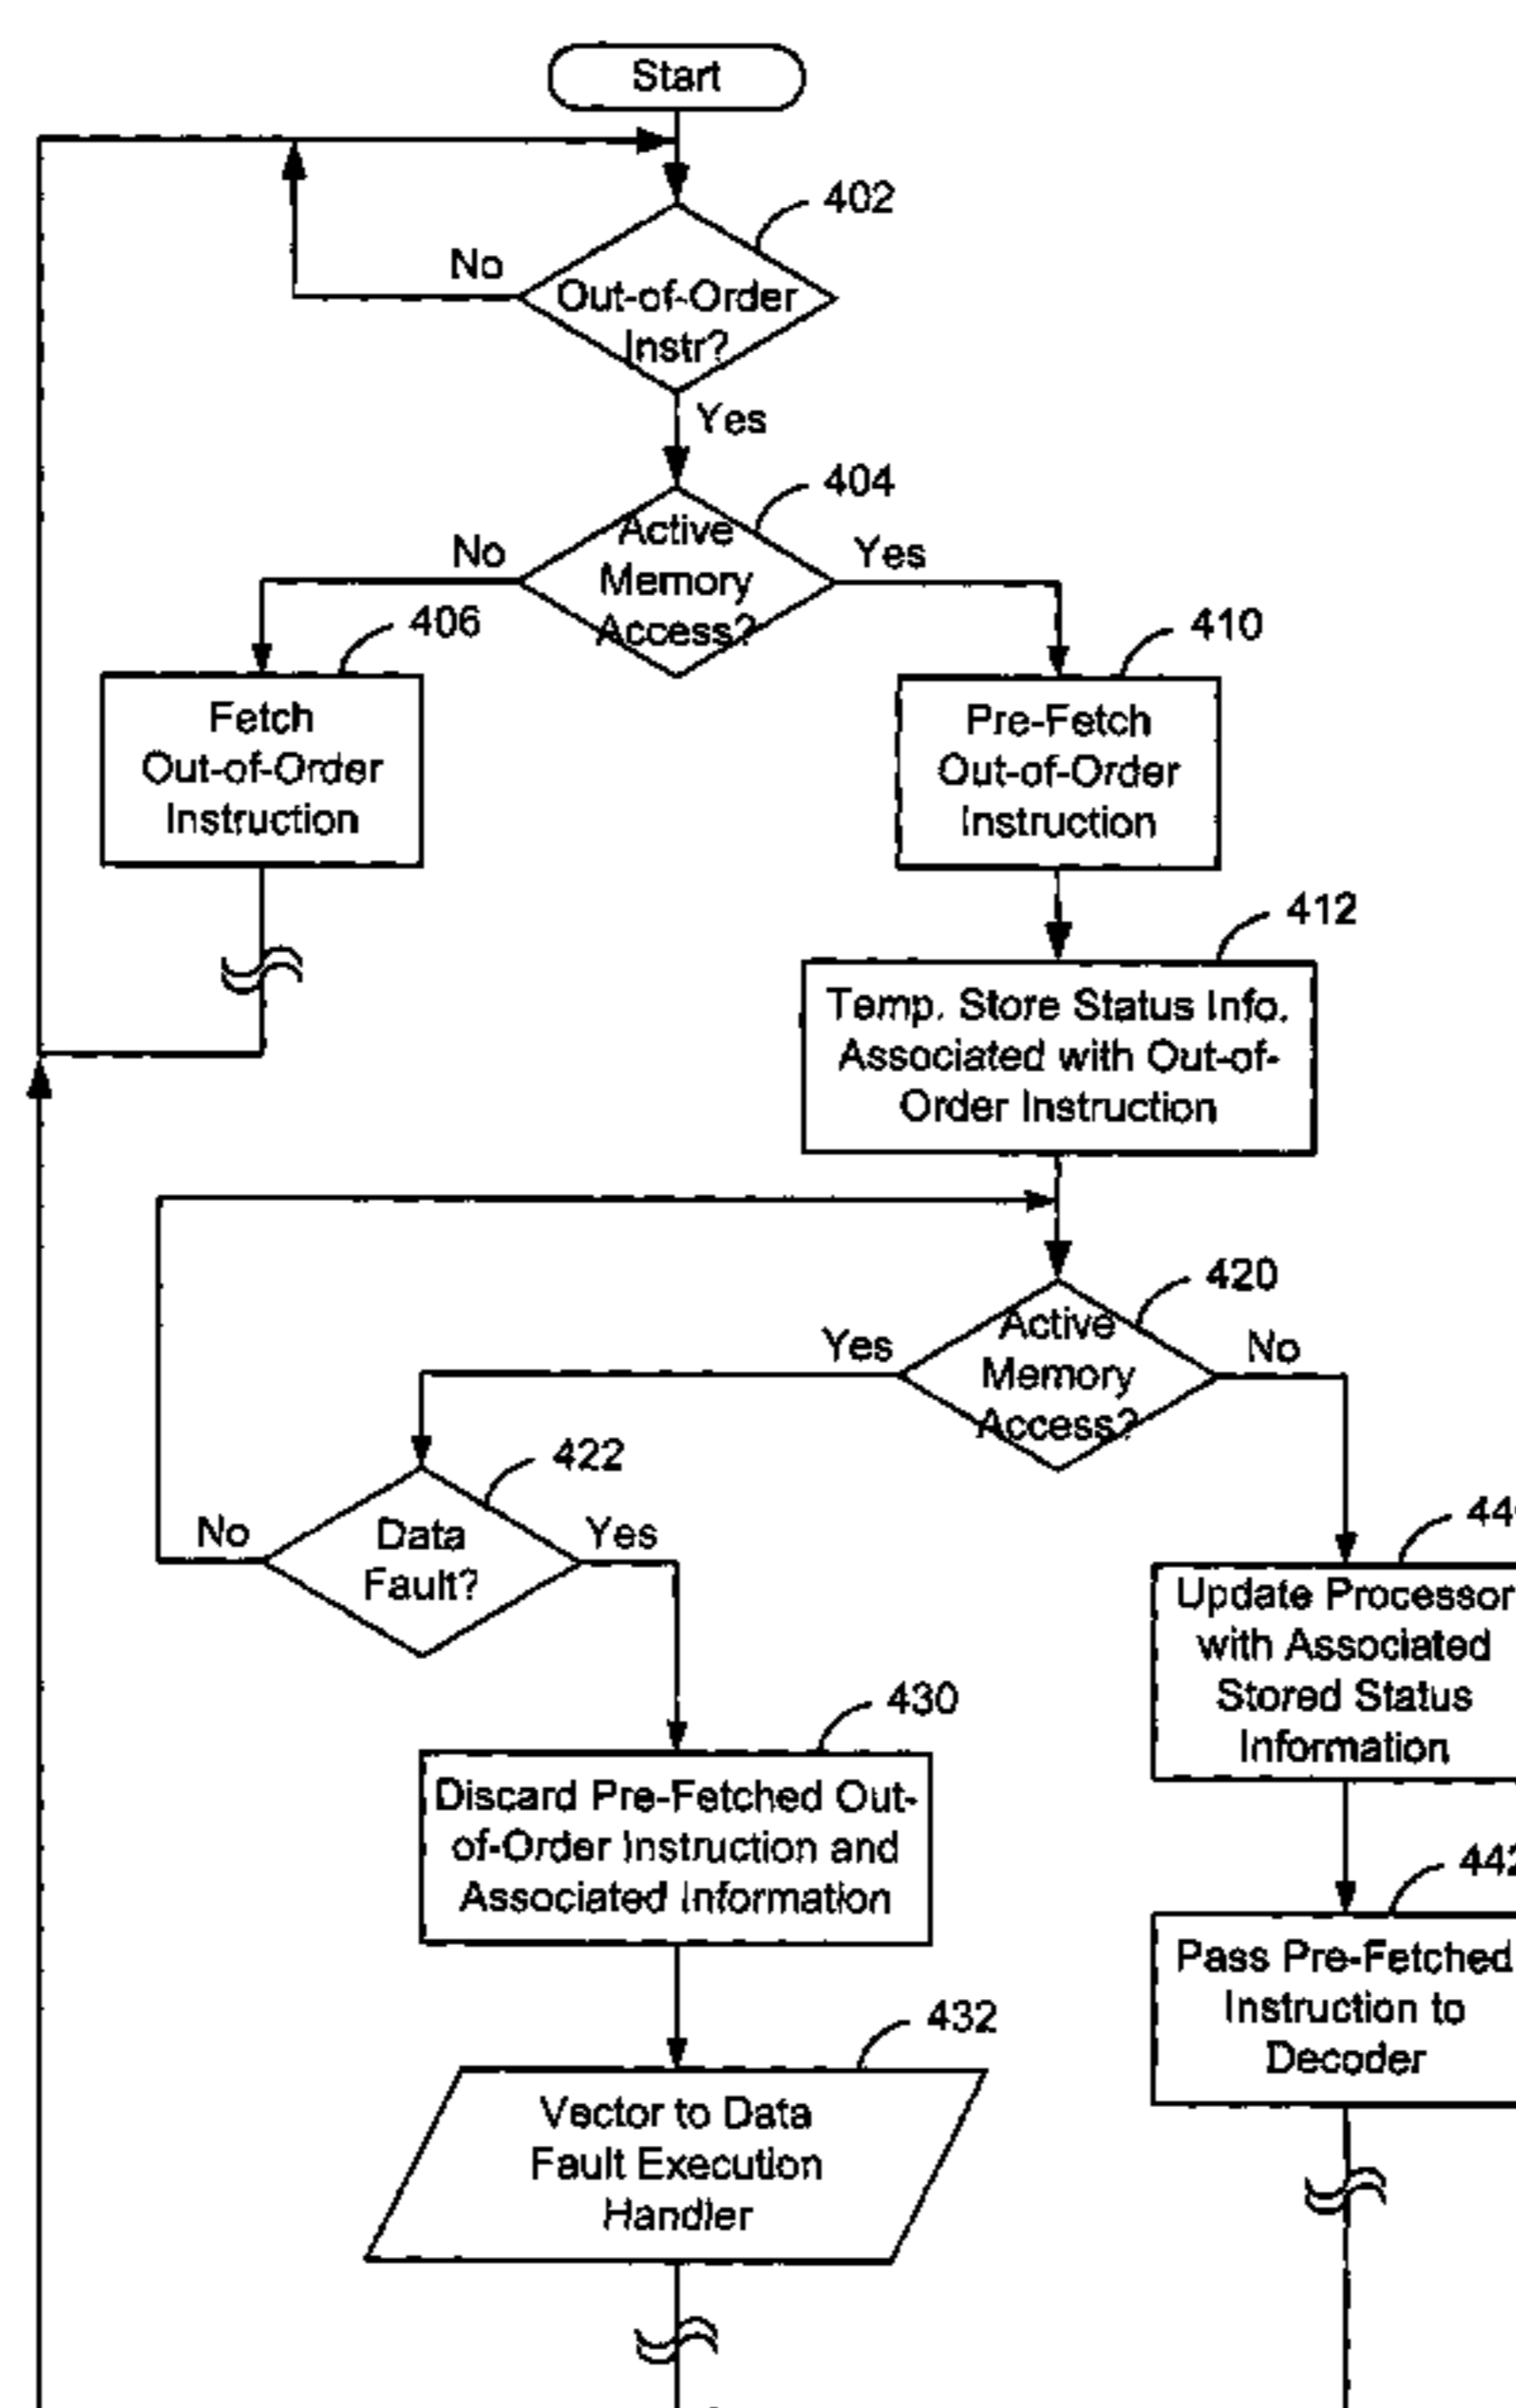 Start
402
No
Out-of-Order
Instr?
Yes
404
Active
Memory
Access?
No
Yes
406
410
Fetch
Out-of-Order
Instruction
Pre-Fetch
Out-of-Order
Instruction
412
Temp. Store Status Info.
Associated with Out-of-
Order Instruction
420
Active
Memory
Access?
Yes
No
422
Data
Fault?
No
Yes
Update Processor
with Associated
Stored Status
Information
430
Discard Pre-Fetched Out-
of-Order Instruction and
Associated Information
442
Pass Pre-Fetched
Instruction to
Decoder
432
Vector to Data
Fault Execution
Handler